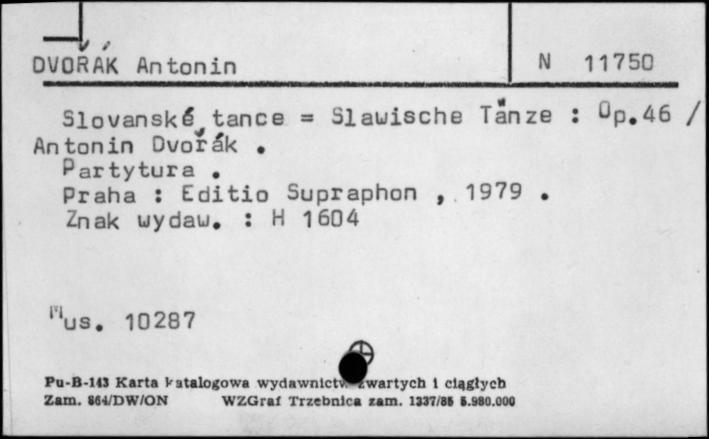 DVOŘÁK Antonin N 11750
Slovanské tance = Slawische Tänze : Op.46 /
Antonin Dvořák .
Partytura .
Praha : Editio Supraphon , 1979 .
Znak wydaw. : H 1604
Mus. 10287
Pu-B-143 Karta katalogowa wydawnictw zwartych i ciągłych
Zam. 864/DW/ON WZGraf Trzebnica zam. 1337/85 5.980.000